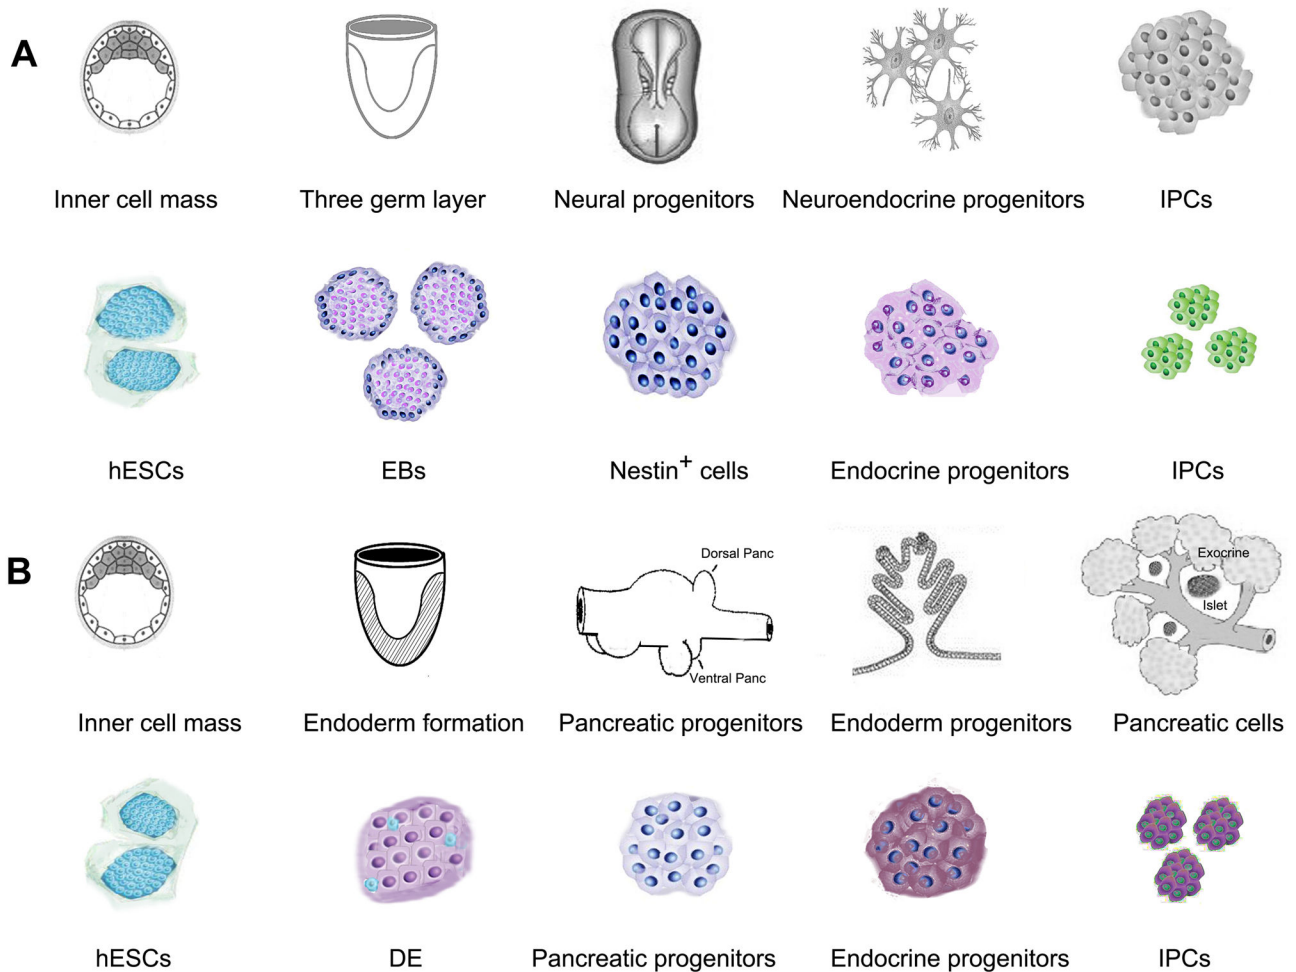 A
Inner cell mass
Three germ layer
Neural progenitors
Neuroendocrine progenitors
IPCs
hESCs
EBs
Nestin+ cells
Endocrine progenitors
IPCs
B
Dorsal Panc
Ventral Panc
Exocrine
Islet
Inner cell mass
Endoderm formation
Pancreatic progenitors
Endoderm progenitors
Pancreatic cells
hESCs
DE
Pancreatic progenitors
Endocrine progenitors
IPCs